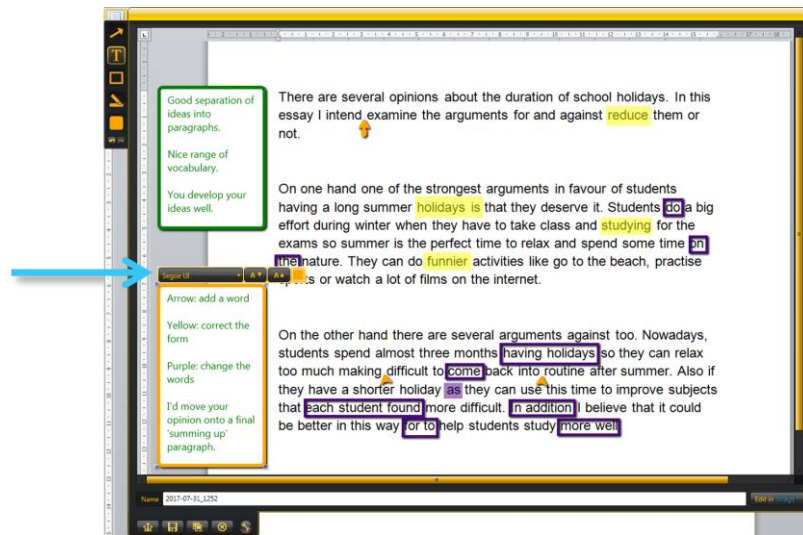 T
Good separation of
ideas into
paragraphs.
Nice range of
vocabulary.
You develop your
ideas well.
There are several opinions about the duration of school holidays. In this
essay I intend examine the arguments for and against reduce them or
not.
On one hand one of the strongest arguments in favour of students
having a long summer holidays is that they deserve it. Students do a big
effort during winter when they have to take class and studying for the
exams so summer is the perfect time to relax and spend some time on
the nature. They can do funnier activities like go to the beach, practise
or watch a lot of films on the internet.
Segoe UI
A A
Arrow: add a word
Yellow: correct the
form
Purple: change the
words
I'd move your
opinion onto a final
'summing up'
paragraph.
On the other hand there are several arguments against too. Nowadays,
students spend almost three months having holidays so they can relax
too much making difficult to come back into routine after summer. Also if
they have a shorter holiday as they can use this time to improve subjects
that each student found more difficult. In addition I believe that it could
be better in this way for to help students study more well
Name 2017-07-31_1252
Edit in